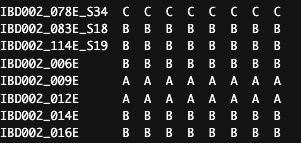 IBD002_078E_S34 C C C C C C C C
IBD002_083E_S18 B B B B B B B B
IBD002_114E_S19 B B B B B B B B
IBD002_006E B B B B B B B B
IBD002_009E A A A A A A A A
IBD002_012E A A A A A A A A
IBD002_014E B B B B B B B B
IBD002_016E B B B B B B B B